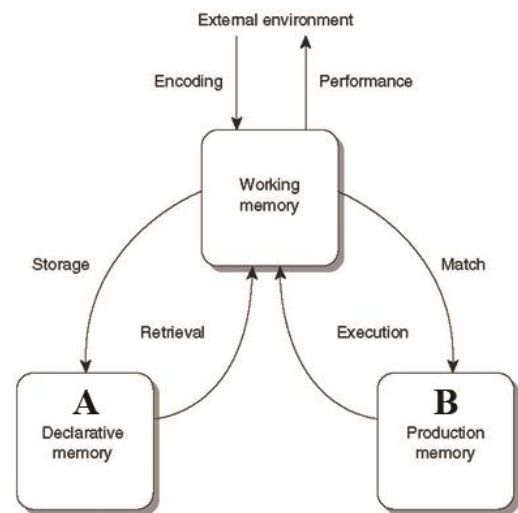 External environment
Encoding
Performance
Working
memory
Storage
Match
Retrieval
Execution
A
Declarative
memory
B
Production
memory